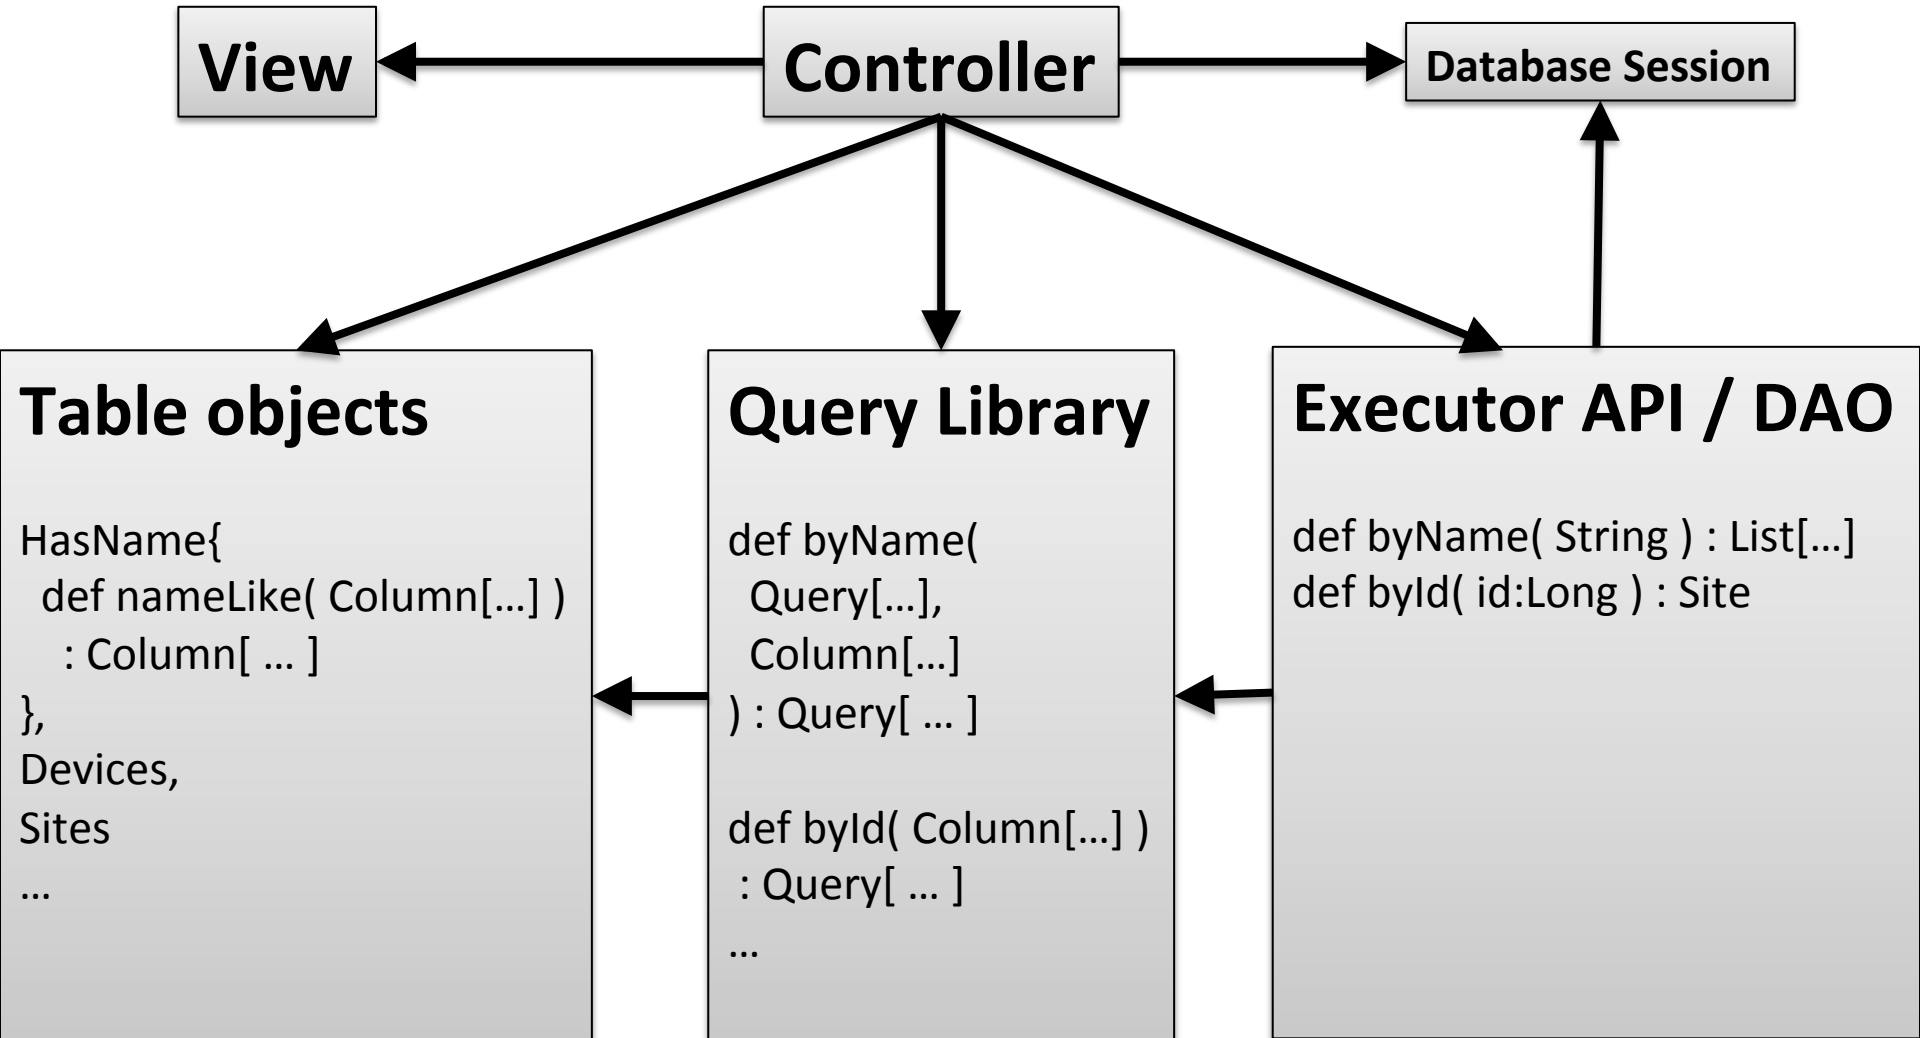 View
Controller
Database Session
Table objects
HasName{
def nameLike( Column[…] )
: Column[ … ]
},
Devices,
Sites
…
Query Library
def byName(
Query[…],
Column[…]
) : Query[ … ]
def byId( Column[…] )
: Query[ … ]
…
Executor API / DAO
def byName( String ) : List[…]
def byId( id:Long ) : Site